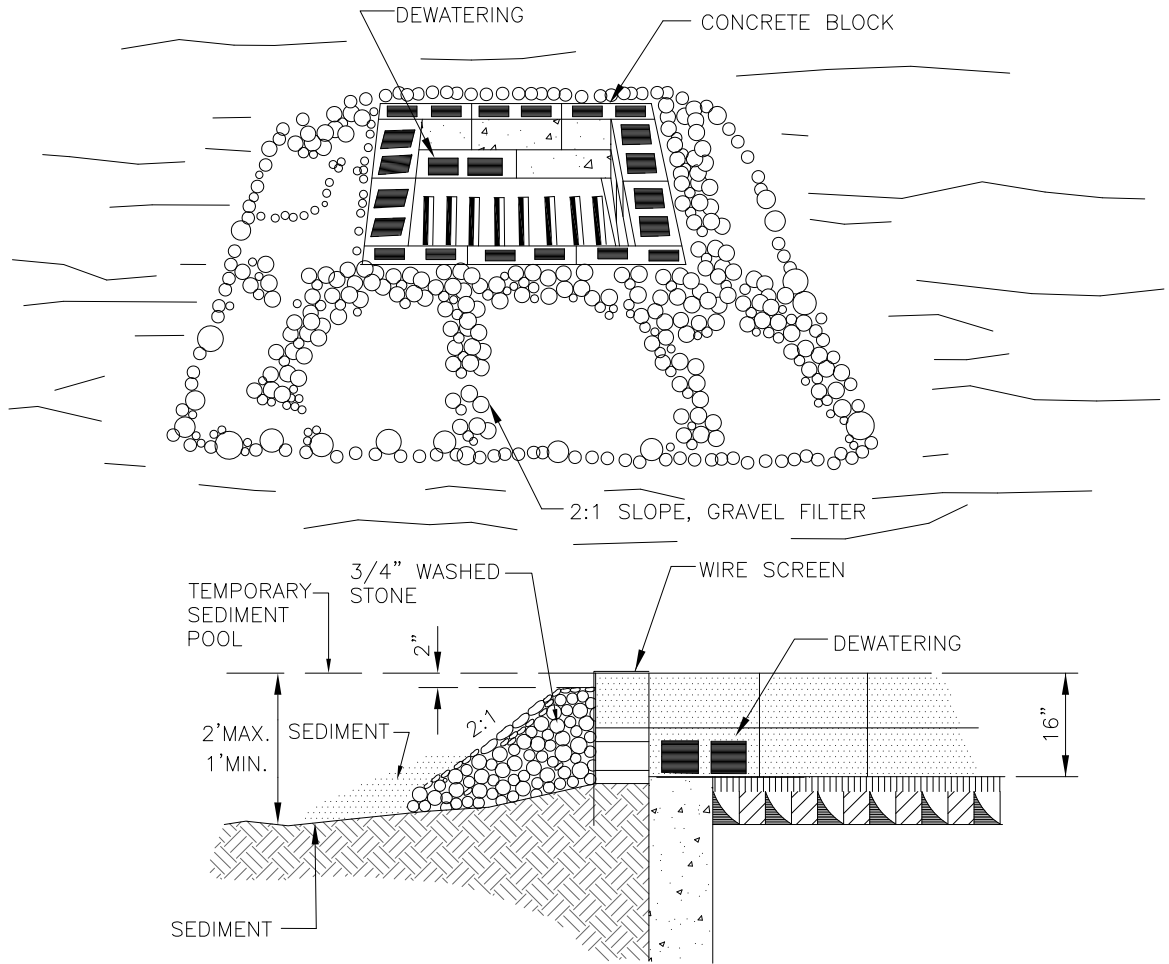 DEWATERING
CONCRETE BLOCK
2:1 SLOPE, GRAVEL FILTER
3/4” WASHED
STONE
WIRE SCREEN
TEMPORARY
SEDIMENT
POOL
2”
DEWATERING
2:1
SEDIMENT
2’MAX.
1’MIN.
16”
SEDIMENT